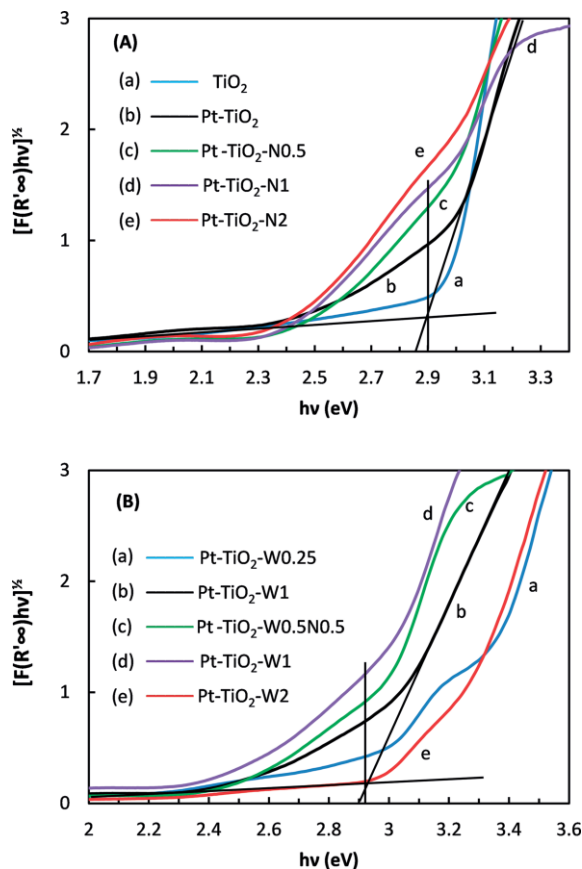 (A)
(a) TiO₂
(b) Pt-TiO₂
(c) Pt-TiO₂-N0.5
(d) Pt-TiO₂-N1
(e) Pt-TiO₂-N2
d
e
c
b
a
[F(R'∞)hν]^½
3
2
1
0
1.7 1.9 2.1 2.3 2.5 2.7 2.9 3.1 3.3
hν (eV)
(B)
(a) Pt-TiO₂-W0.25
(b) Pt-TiO₂-W1
(c) Pt-TiO₂-W0.5N0.5
(d) Pt-TiO₂-W1
(e) Pt-TiO₂-W2
d
c
a
b
e
[F(R'∞)hν]^½
3
2
1
0
2 2.2 2.4 2.6 2.8 3 3.2 3.4 3.6
hν (eV)